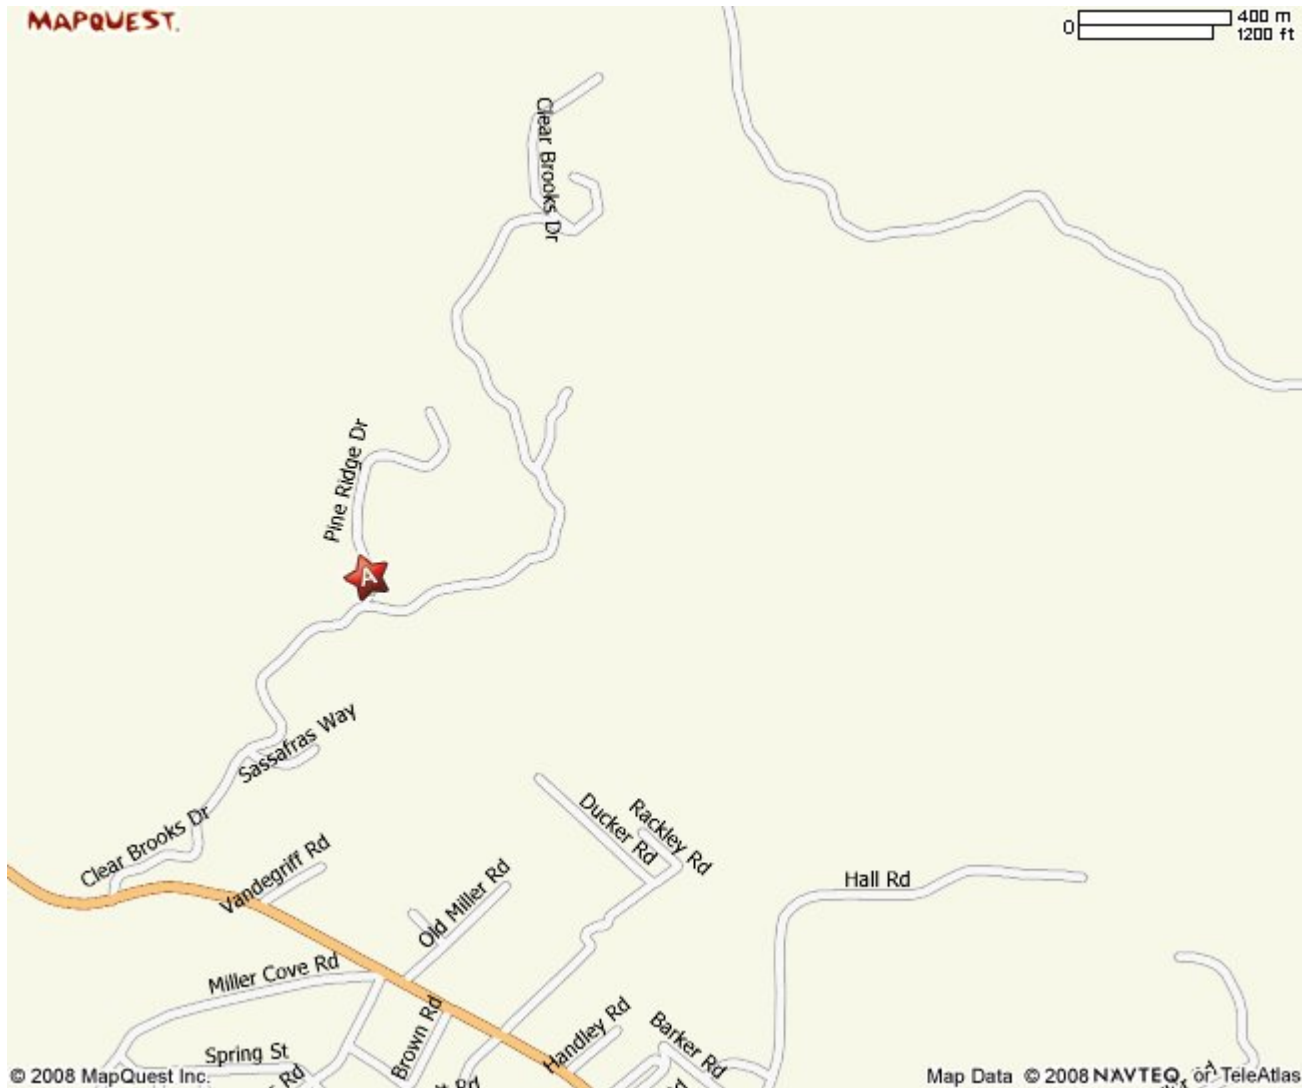 MAPQUEST.
0
400 m
1200 ft
Clear Brooks Dr
Pine Ridge Dr
A
Sassafras Way
Clear Brooks Dr
Ducker Rd
Rackley Rd
Vandegriff Rd
Old Miller Rd
Hall Rd
Miller Cove Rd
Brown Rd
Handley Rd
Barker Rd
Spring St
Rd
Rd
© 2008 MapQuest Inc.
Map Data © 2008 NAVTEQ, or TeleAtlas